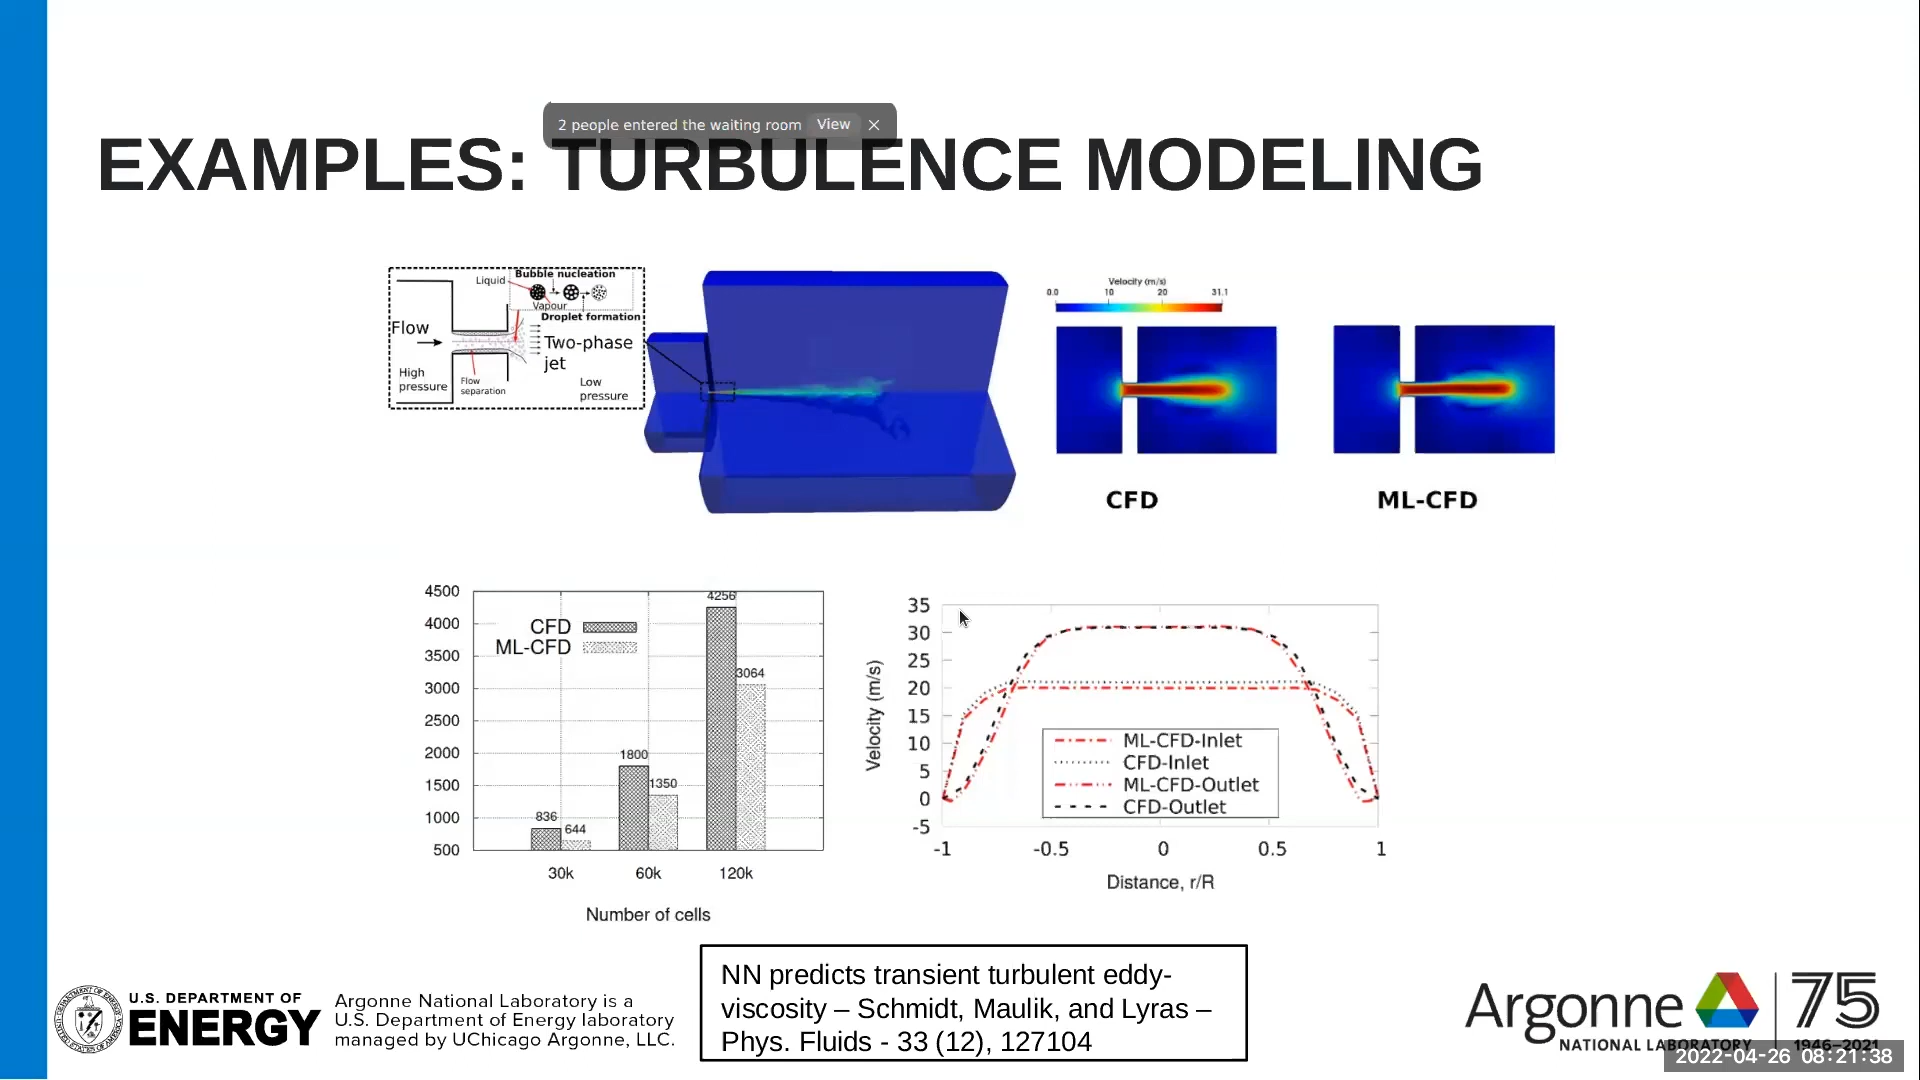 2 people entered the waiting room View
EXAMPLES: TURBULENCE MODELING
Bubble nucleation
Liquid
Vapour
Droplet formation
Flow
Two-phase
jet
High
pressure
Flow
separation
Low
pressure
Velocity (m/s)
0.0 10 20 31.1
CFD
ML-CFD
4500
4000
3500
3000
2500
2000
1500
1000
500
CFD
ML-CFD
836
644
1800
1350
4256
3064
30k 60k 120k
Number of cells
Velocity (m/s)
35
30
25
20
15
10
5
0
-5
ML-CFD-Inlet
CFD-Inlet
ML-CFD-Outlet
CFD-Outlet
-1 -0.5 0 0.5 1
Distance, r/R
NN predicts transient turbulent eddy-
viscosity – Schmidt, Maulik, and Lyras –
Phys. Fluids - 33 (12), 127104
U.S. DEPARTMENT OF
ENERGY
Argonne National Laboratory is a
U.S. Department of Energy laboratory
managed by UChicago Argonne, LLC.
Argonne
NATIONAL LABORATORY
75
1946–2021
2022-04-26 08:21:38